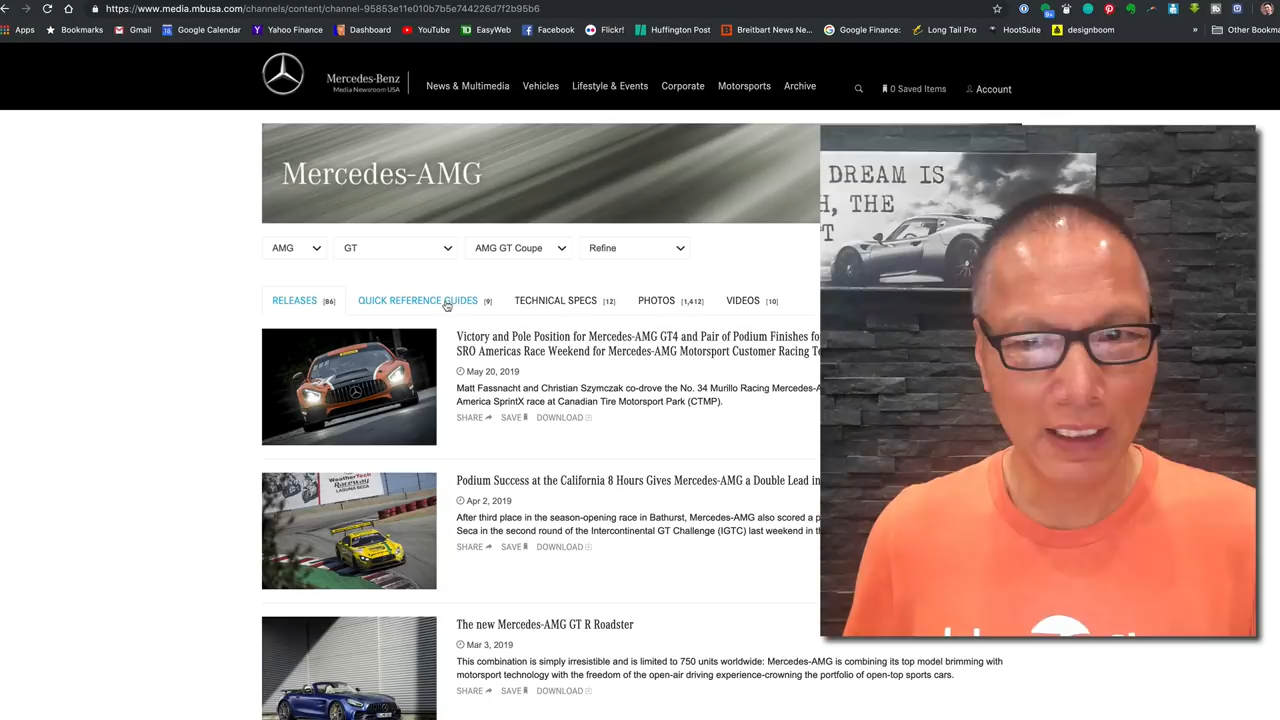 https://www.media.mbusa.com/channels/content/channel-95853e11e010b7b5e744226d7f2b95b6
Apps Bookmarks Gmail Google Calendar Yahoo Finance Dashboard YouTube EasyWeb Facebook Flickr! Huffington Post Breitbart News Ne... Google Finance: Long Tail Pro HootSuite designboom » Other Bookma
Mercedes-Benz
Media Newsroom USA
News & Multimedia Vehicles Lifestyle & Events Corporate Motorsports Archive 0 Saved Items Account
Mercedes-AMG
DREAM IS
H, THE
T
AMG GT AMG GT Coupe Refine
RELEASES [86] QUICK REFERENCE GUIDES [9] TECHNICAL SPECS [12] PHOTOS [1,412] VIDEOS [10]
Victory and Pole Position for Mercedes-AMG GT4 and Pair of Podium Finishes fo
SRO Americas Race Weekend for Mercedes-AMG Motorsport Customer Racing Te
May 20, 2019
Matt Fassnacht and Christian Szymczak co-drove the No. 34 Murillo Racing Mercedes-A
America SprintX race at Canadian Tire Motorsport Park (CTMP).
SHARE SAVE DOWNLOAD
WeatherTech
Raceway
LAGUNA SECA
Podium Success at the California 8 Hours Gives Mercedes-AMG a Double Lead in
Apr 2, 2019
After third place in the season-opening race in Bathurst, Mercedes-AMG also scored a p
Seca in the second round of the Intercontinental GT Challenge (IGTC) last weekend in th
SHARE SAVE DOWNLOAD
The new Mercedes-AMG GT R Roadster
Mar 3, 2019
This combination is simply irresistible and is limited to 750 units worldwide: Mercedes-AMG is combining its top model brimming with
motorsport technology with the freedom of the open-air driving experience-crowning the portfolio of open-top sports cars.
SHARE SAVE DOWNLOAD